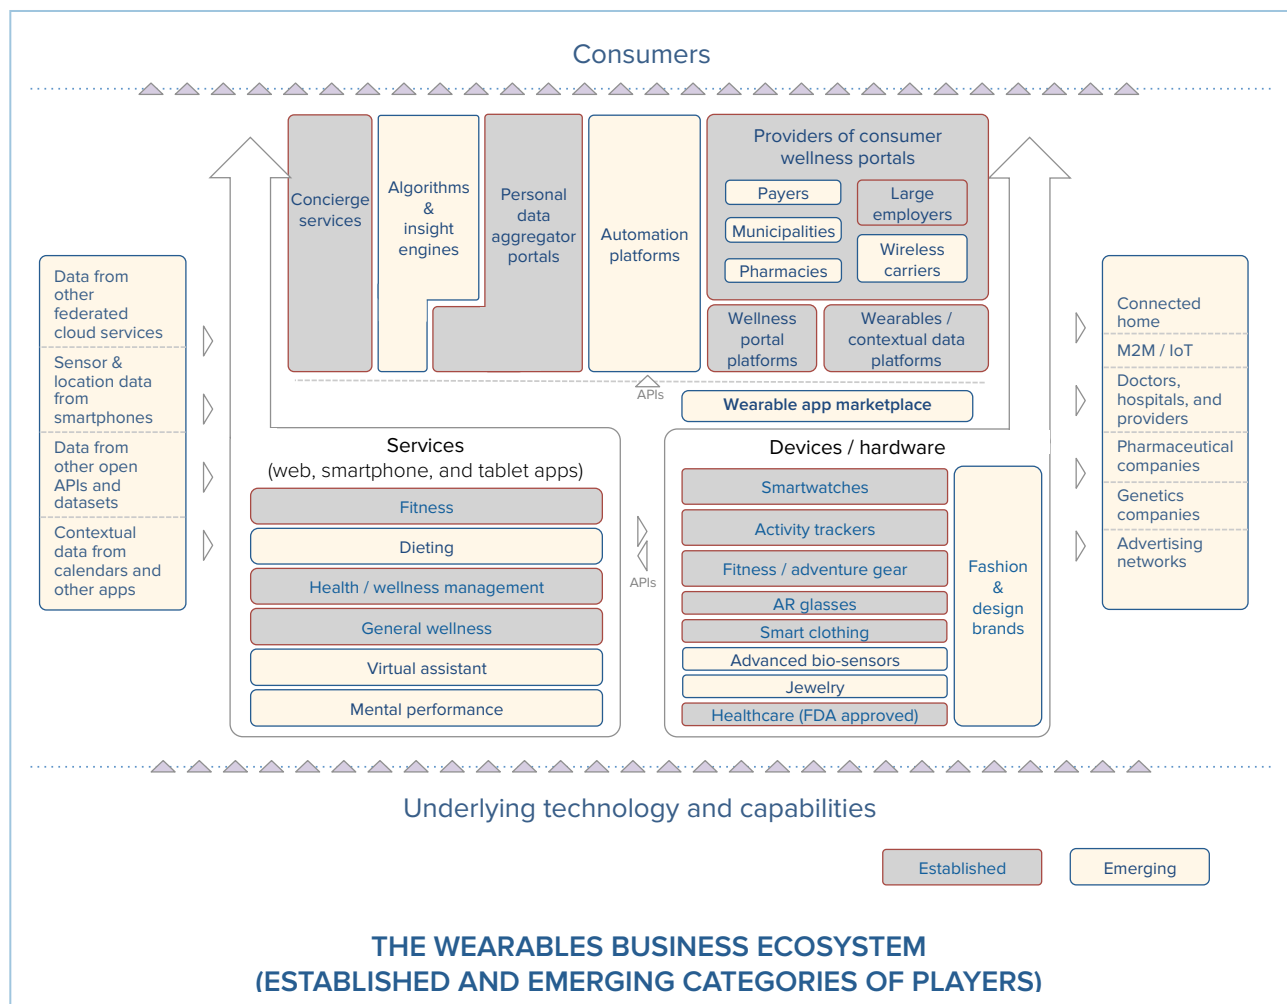 Consumers
Concierge
services
Algorithms
&
insight
engines
Personal
data
aggregator
portals
Automation
platforms
Providers of consumer
wellness portals
Payers
Municipalities
Pharmacies
Large
employers
Wireless
carriers
Wellness
portal
platforms
Wearables /
contextual data
platforms
APIs
Wearable app marketplace
Data from
other
federated
cloud services
Sensor &
location data
from
smartphones
Data from
other open
APIs and
datasets
Contextual
data from
calendars and
other apps
Services
(web, smartphone, and tablet apps)
Fitness
Dieting
Health / wellness management
General wellness
Virtual assistant
Mental performance
APIs
Devices / hardware
Smartwatches
Activity trackers
Fitness / adventure gear
AR glasses
Smart clothing
Advanced bio-sensors
Jewelry
Healthcare (FDA approved)
Fashion
&
design
brands
Connected
home
M2M / IoT
Doctors,
hospitals, and
providers
Pharmaceutical
companies
Genetics
companies
Advertising
networks
Underlying technology and capabilities
Established
Emerging
THE WEARABLES BUSINESS ECOSYSTEM
(ESTABLISHED AND EMERGING CATEGORIES OF PLAYERS)